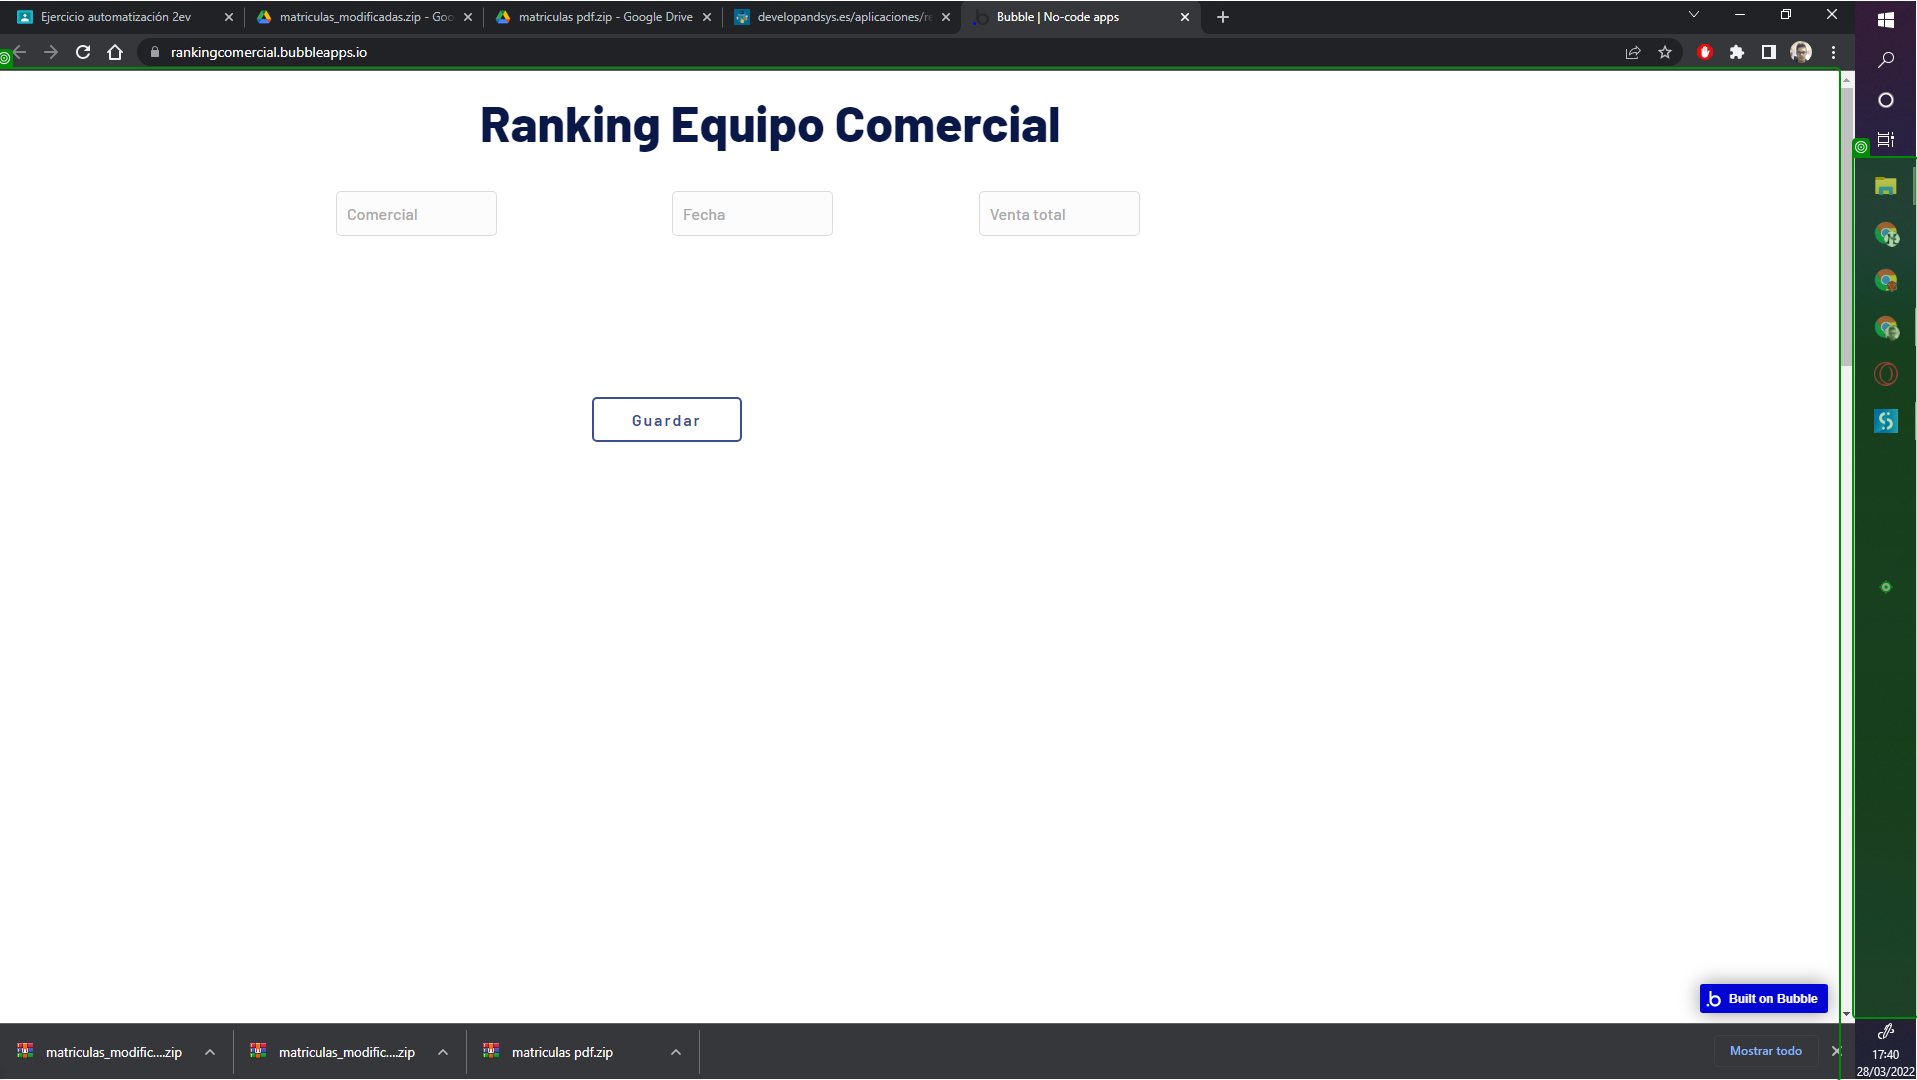 Ejercicio automatización 2ev
matriculas_modificadas.zip - Goo
matriculas pdf.zip - Google Drive
developandsys.es/aplicaciones/re
Bubble | No-code apps
rankingcomercial.bubbleapps.io
Ranking Equipo Comercial
Comercial
Fecha
Venta total
Guardar
Built on Bubble
matriculas_modific....zip
matriculas_modific....zip
matriculas pdf.zip
Mostrar todo
17:40
28/03/2022